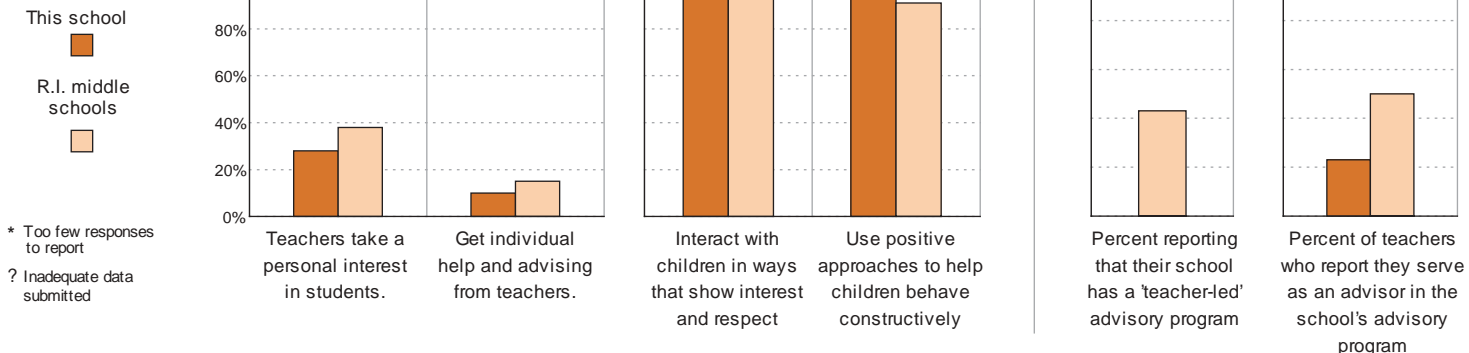 This school
R.I. middle
schools
* Too few responses
to report
? Inadequate data
submitted
80%
60%
40%
20%
0%
Teachers take a
personal interest
in students.
Get individual
help and advising
from teachers.
Interact with
children in ways
that show interest
and respect
Use positive
approaches to help
children behave
constructively
Percent reporting
that their school
has a 'teacher-led'
advisory program
Percent of teachers
who report they serve
as an advisor in the
school's advisory
program